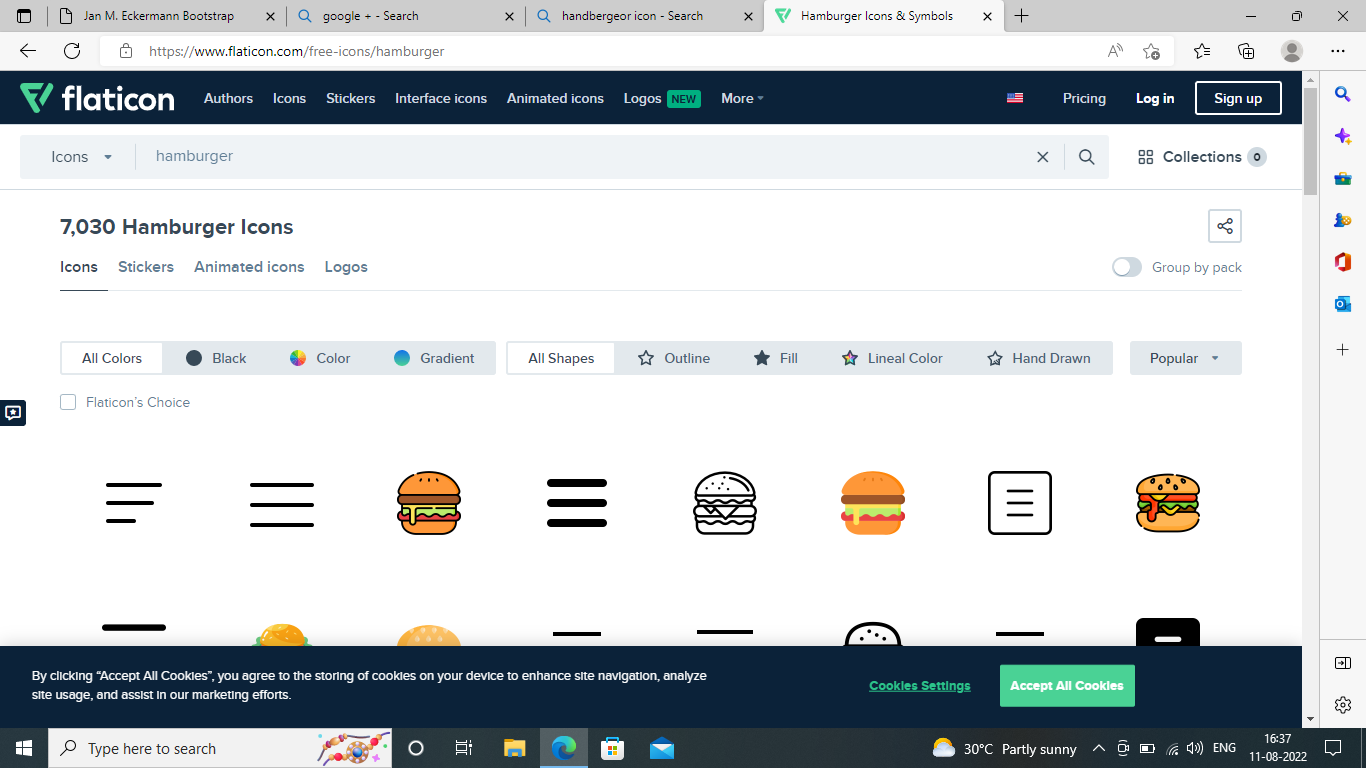 Jan M. Eckermann Bootstrap
google + - Search
handbergeor icon - Search
Hamburger Icons & Symbols
https://www.flaticon.com/free-icons/hamburger
flaticon
Authors Icons Stickers Interface icons Animated icons Logos NEW More Pricing Log in Sign up
Icons hamburger Collections 0
7,030 Hamburger Icons
Icons Stickers Animated icons Logos Group by pack
All Colors Black Color Gradient All Shapes Outline Fill Lineal Color Hand Drawn Popular
Flaticon's Choice
By clicking “Accept All Cookies”, you agree to the storing of cookies on your device to enhance site navigation, analyze
site usage, and assist in our marketing efforts.
Cookies Settings Accept All Cookies
Type here to search 30°C Partly sunny ENG 16:37
11-08-2022